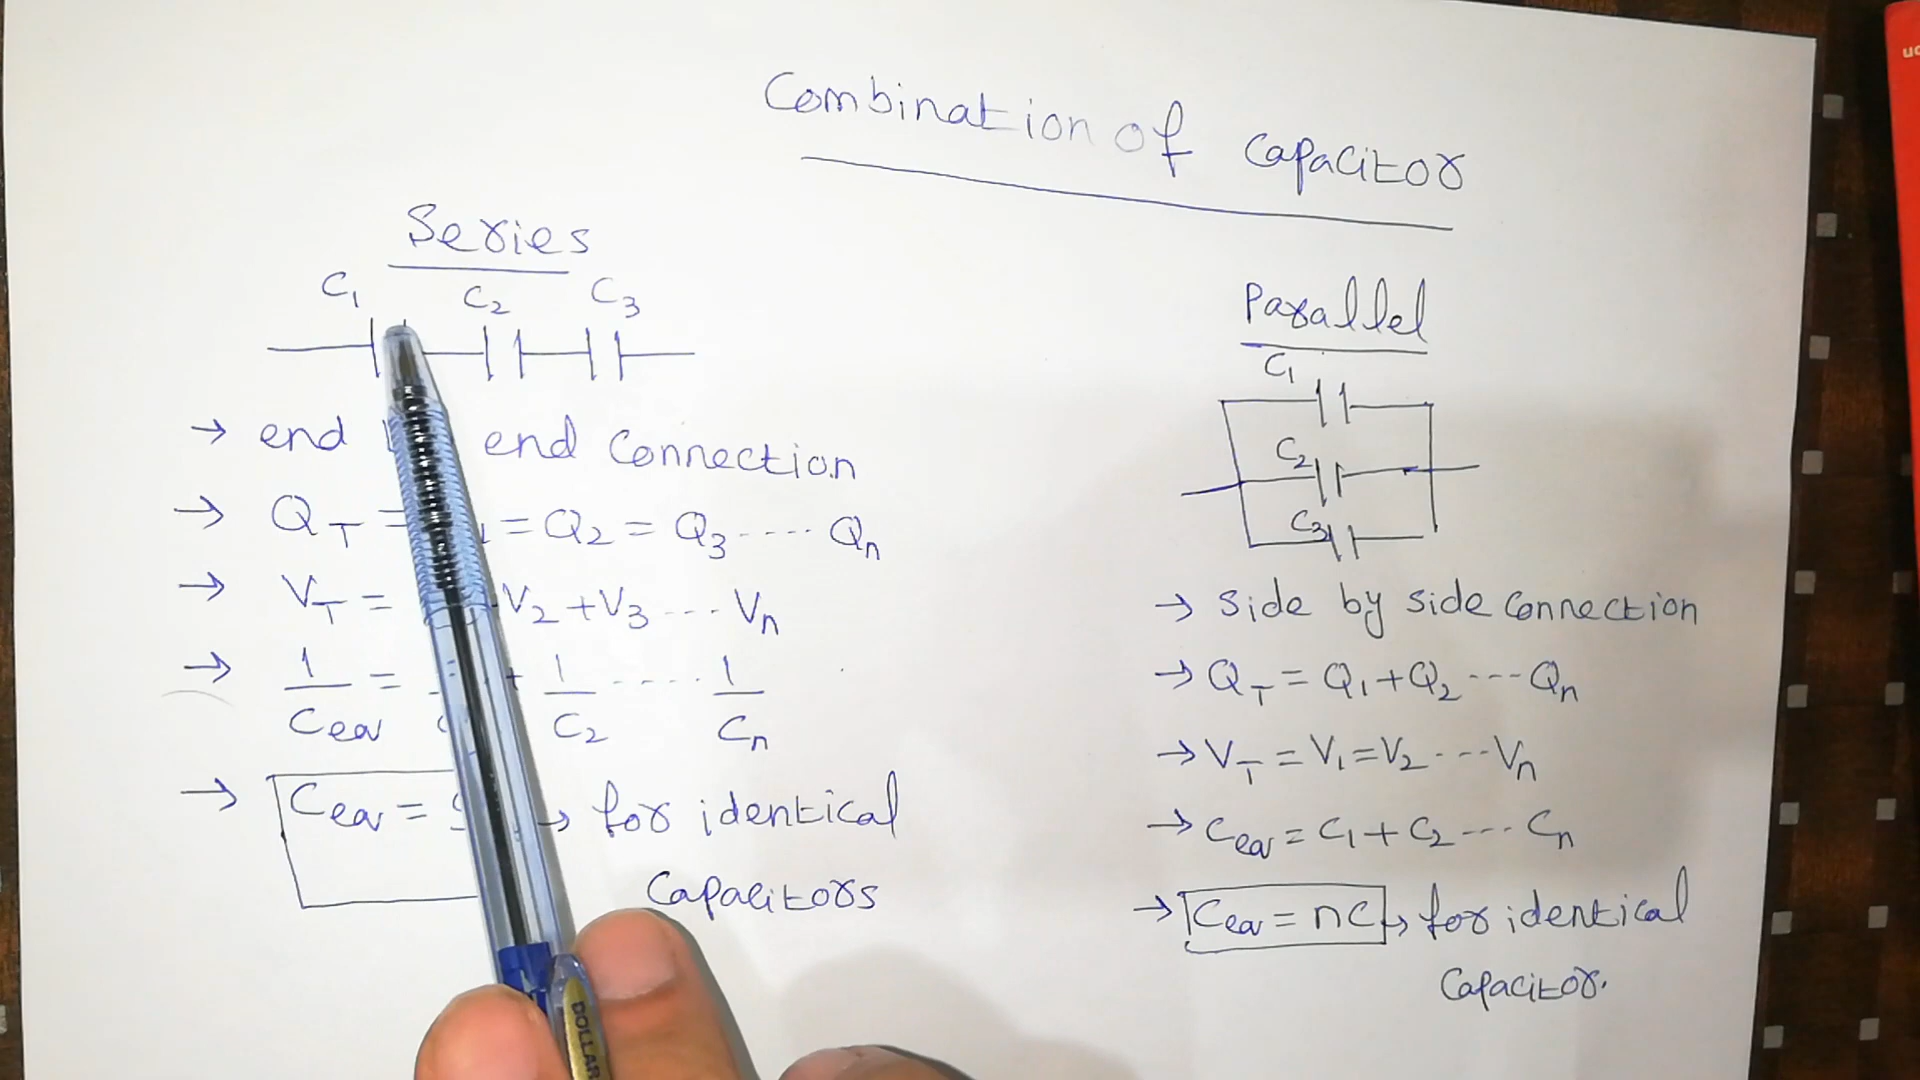 Combination of Capacitor
Series
C1 C2 C3
→ end end Connection
→ QT = = Q2 = Q3 ---- Qn
→ VT = V2 + V3 --- Vn
→ 1/Ceq = + 1/C2 ----- 1/Cn
→ Ceq = → for identical
Capacitors
Parallel
C1
C2
C3
→ Side by side Connection
→ QT = Q1 + Q2 --- Qn
→ VT = V1 = V2 --- Vn
→ Ceq = C1 + C2 --- Cn
→ Ceq = nC → for identical
Capacitor.
DOLLAR